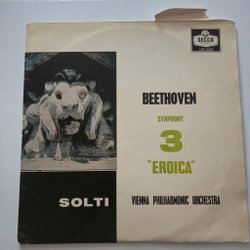 DECCA
BEETHOVEN
SYMPHONY
3
"EROICA"
SOLTI
VIENNA PHILHARMONIC ORCHESTRA